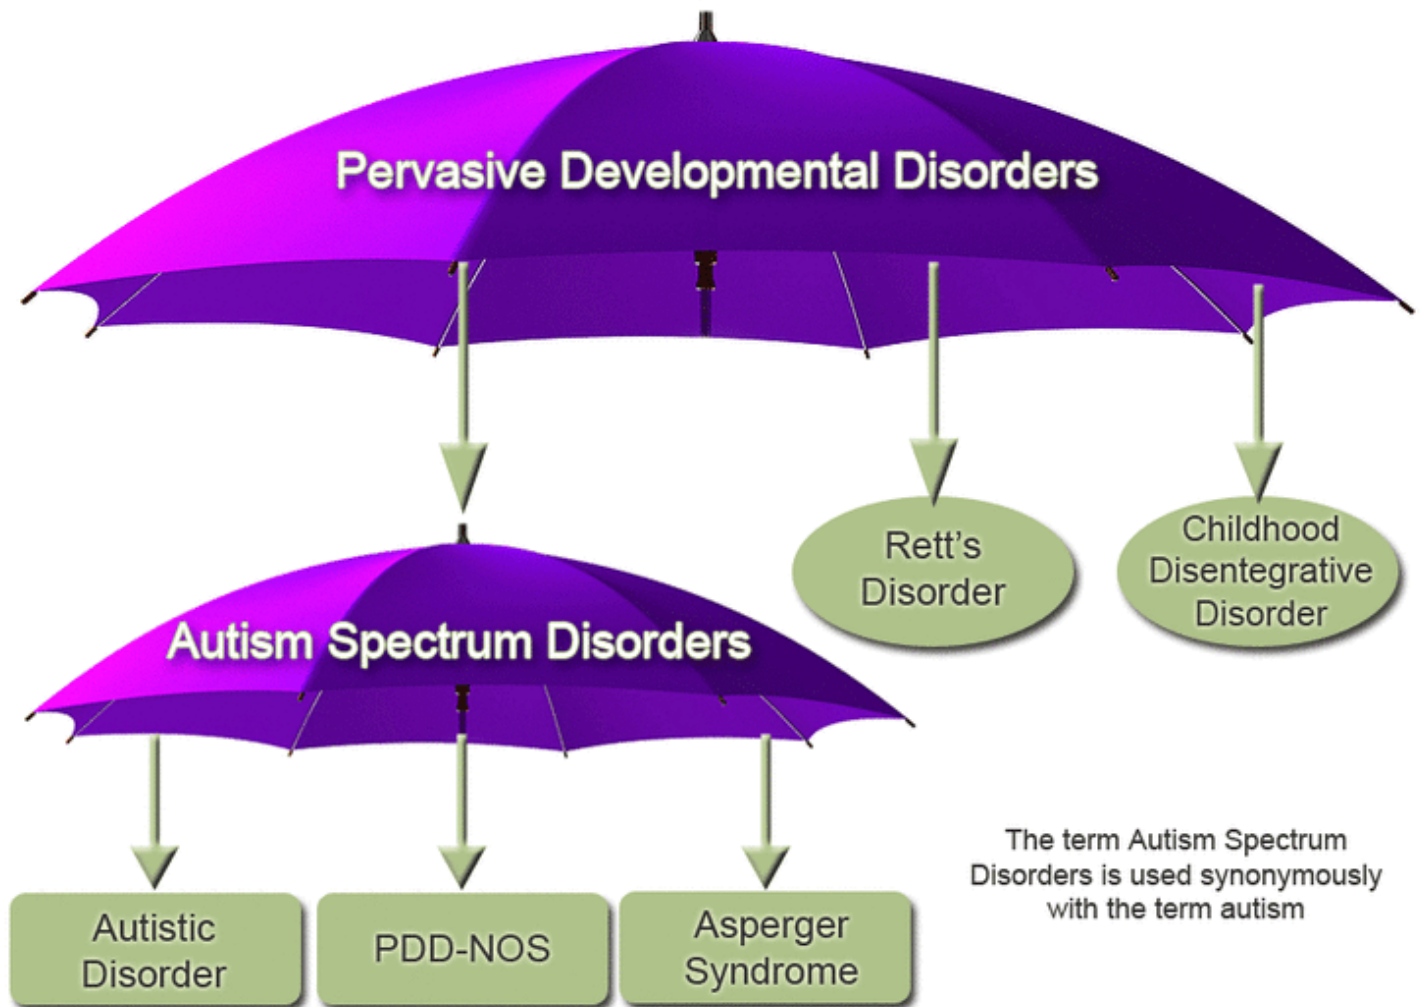 Pervasive Developmental Disorders
Rett's
Disorder
Childhood
Disentegrative
Disorder
Autism Spectrum Disorders
Autistic
Disorder
PDD-NOS
Asperger
Syndrome
The term Autism Spectrum
Disorders is used synonymously
with the term autism